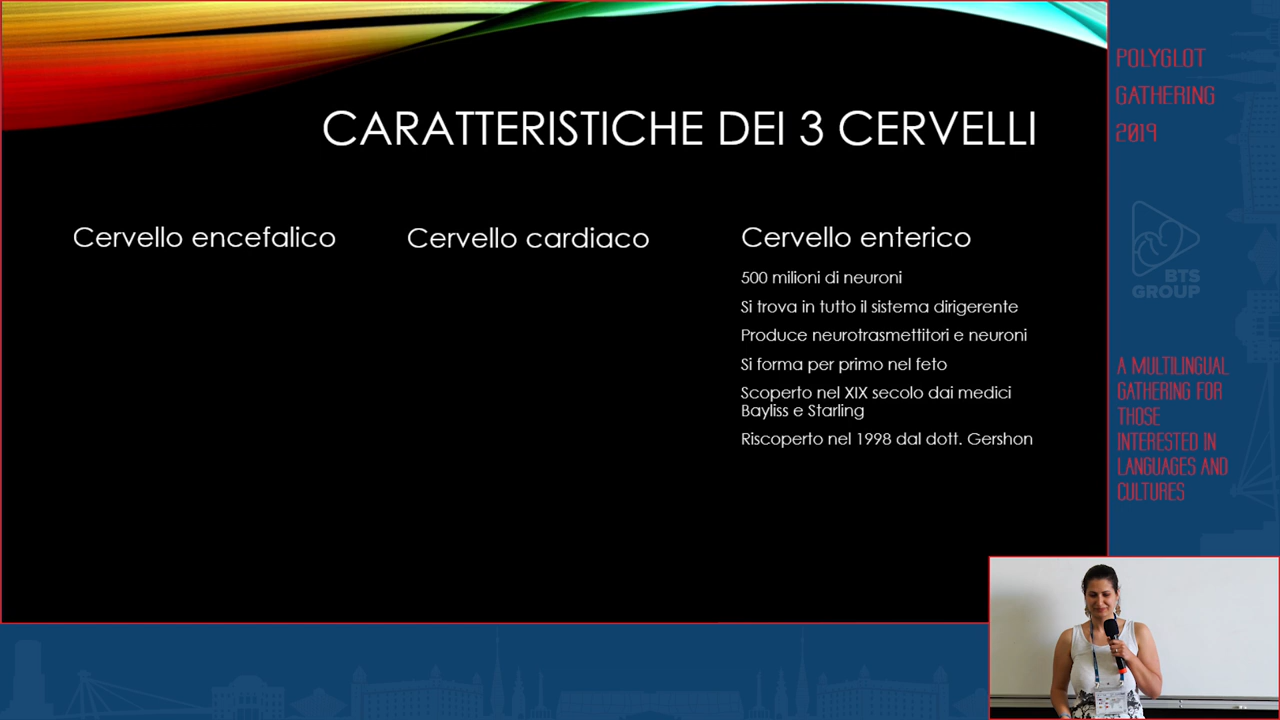 CARATTERISTICHE DEI 3 CERVELLI
Cervello encefalico
Cervello cardiaco
Cervello enterico
500 milioni di neuroni
Si trova in tutto il sistema dirigerente
Produce neurotrasmettitori e neuroni
Si forma per primo nel feto
Scoperto nel XIX secolo dai medici
Bayliss e Starling
Riscoperto nel 1998 dal dott. Gershon
POLYGLOT
GATHERING
2019
BTS
GROUP
A MULTILINGUAL
GATHERING FOR
THOSE
INTERESTED IN
LANGUAGES AND
CULTURES